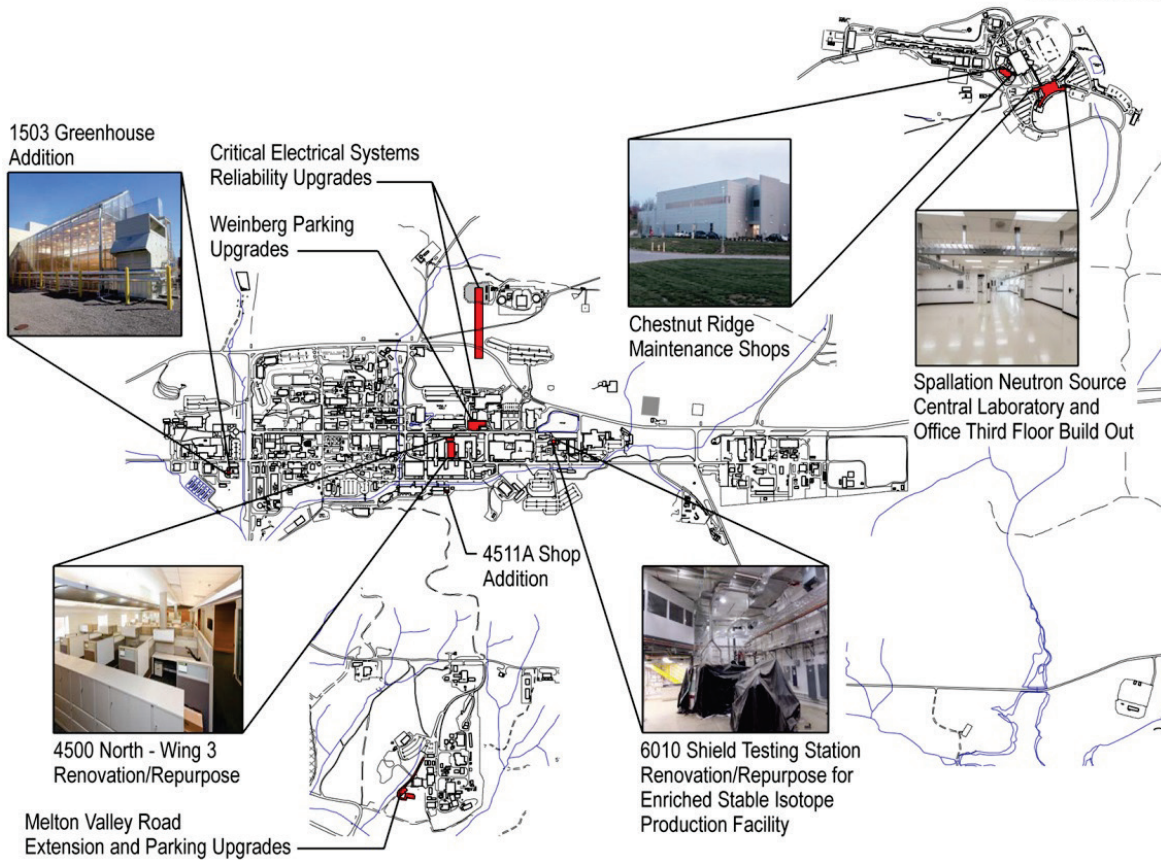 1503 Greenhouse
Addition
Critical Electrical Systems
Reliability Upgrades
Weinberg Parking
Upgrades
Chestnut Ridge
Maintenance Shops
Spallation Neutron Source
Central Laboratory and
Office Third Floor Build Out
4511A Shop
Addition
4500 North - Wing 3
Renovation/Repurpose
6010 Shield Testing Station
Renovation/Repurpose for
Enriched Stable Isotope
Production Facility
Melton Valley Road
Extension and Parking Upgrades